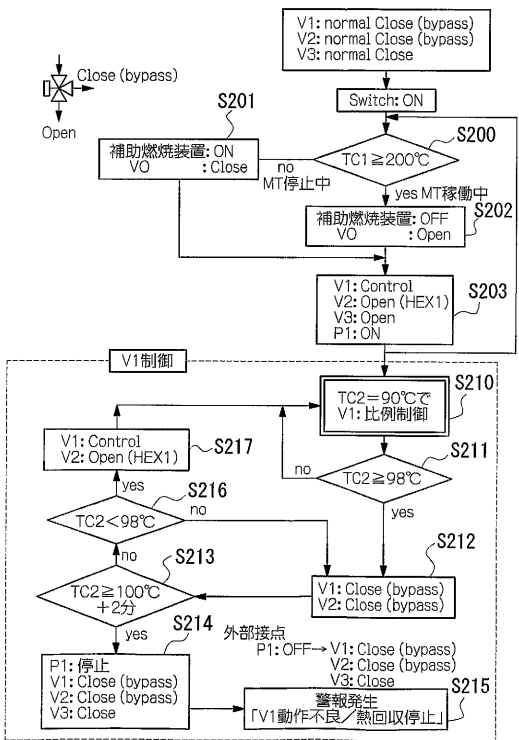 V1: normal Close (bypass)
V2: normal Close (bypass)
V3: normal Close
Close (bypass)
Open
Switch: ON
S201
S200
補助燃焼装置: ON
VO : Close
TC1≧200℃
no
MT停止中
yes MT稼働中
S202
補助燃焼装置: OFF
VO : Open
S203
V1: Control
V2: Open (HEX1)
V3: Open
P1: ON
V1制御
S210
TC2=90℃で
V1: 比例制御
S217
V1: Control
V2: Open (HEX1)
S211
no
TC2≧98℃
yes
S216
yes
TC2<98℃
no
S212
V1: Close (bypass)
V2: Close (bypass)
S213
no
TC2≧100℃
+2分
yes
S214
外部接点
P1: OFF→V1: Close (bypass)
V2: Close (bypass)
V3: Close
P1: 停止
V1: Close (bypass)
V2: Close (bypass)
V3: Close
S215
警報発生
「V1動作不良/熱回収停止」